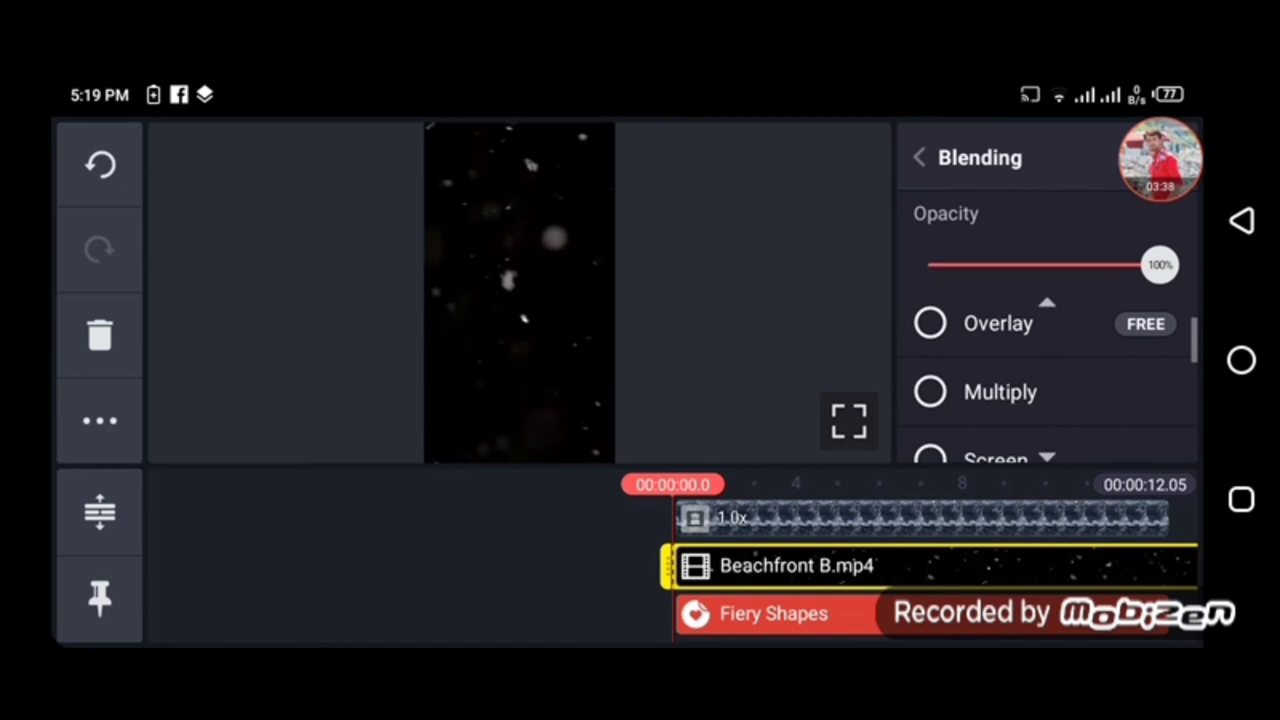 5:19 PM
0
B/s
77
Blending
03:38
Opacity
100%
Overlay
FREE
Multiply
Screen
00:00:00.0
4
8
00:00:12.05
1.0x
Beachfront B.mp4
Fiery Shapes
Recorded by Mobizen